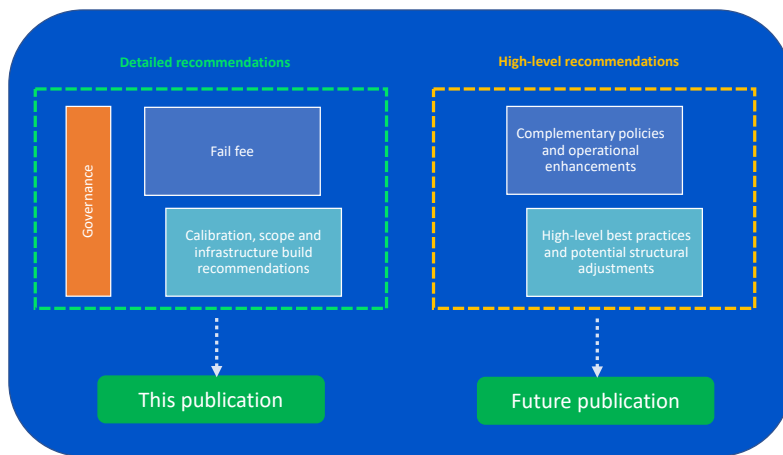 Detailed recommendations
High-level recommendations
Governance
Fail fee
Calibration, scope and
infrastructure build
recommendations
Complementary policies
and operational
enhancements
High-level best practices
and potential structural
adjustments
This publication
Future publication